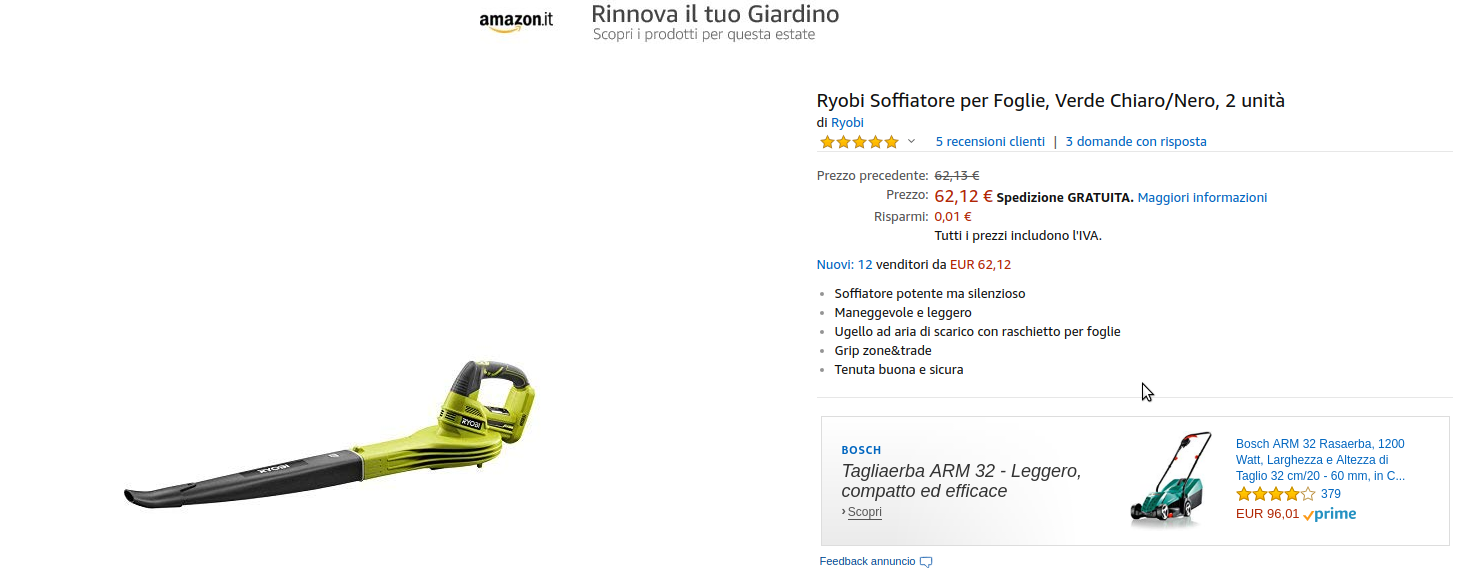 amazon.it
Rinnova il tuo Giardino
Scopri i prodotti per questa estate
Ryobi Soffiatore per Foglie, Verde Chiaro/Nero, 2 unità
di Ryobi
5 recensioni clienti | 3 domande con risposta
Prezzo precedente: 62,13 €
Prezzo: 62,12 € Spedizione GRATUITA. Maggiori informazioni
Risparmi: 0,01 €
Tutti i prezzi includono l'IVA.
Nuovi: 12 venditori da EUR 62,12
Soffiatore potente ma silenzioso
Maneggevole e leggero
Ugello ad aria di scarico con raschietto per foglie
Grip zone&trade
Tenuta buona e sicura
RYOBI
RYOBI
BOSCH
Tagliaerba ARM 32 - Leggero,
compatto ed efficace
› Scopri
Bosch ARM 32 Rasaerba, 1200
Watt, Larghezza e Altezza di
Taglio 32 cm/20 - 60 mm, in C...
379
EUR 96,01 prime
Feedback annuncio